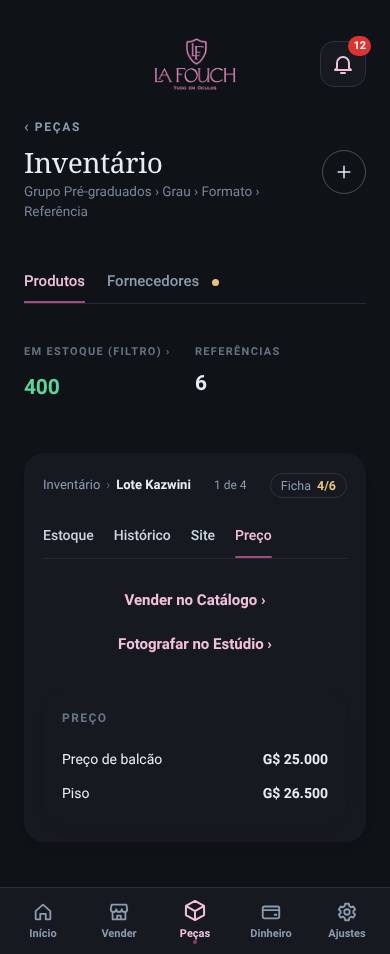 LF
LA FOUCH
TUDO EM ÓCULOS
12
‹ PEÇAS
Inventário
Grupo Pré-graduados › Grau › Formato ›
Referência
+
Produtos Fornecedores
EM ESTOQUE (FILTRO) › REFERÊNCIAS
400 6
Inventário › Lote Kazwini 1 de 4 Ficha 4/6
Estoque Histórico Site Preço
Vender no Catálogo ›
Fotografar no Estúdio ›
PREÇO
Preço de balcão G$ 25.000
Piso G$ 26.500
Início Vender Peças Dinheiro Ajustes